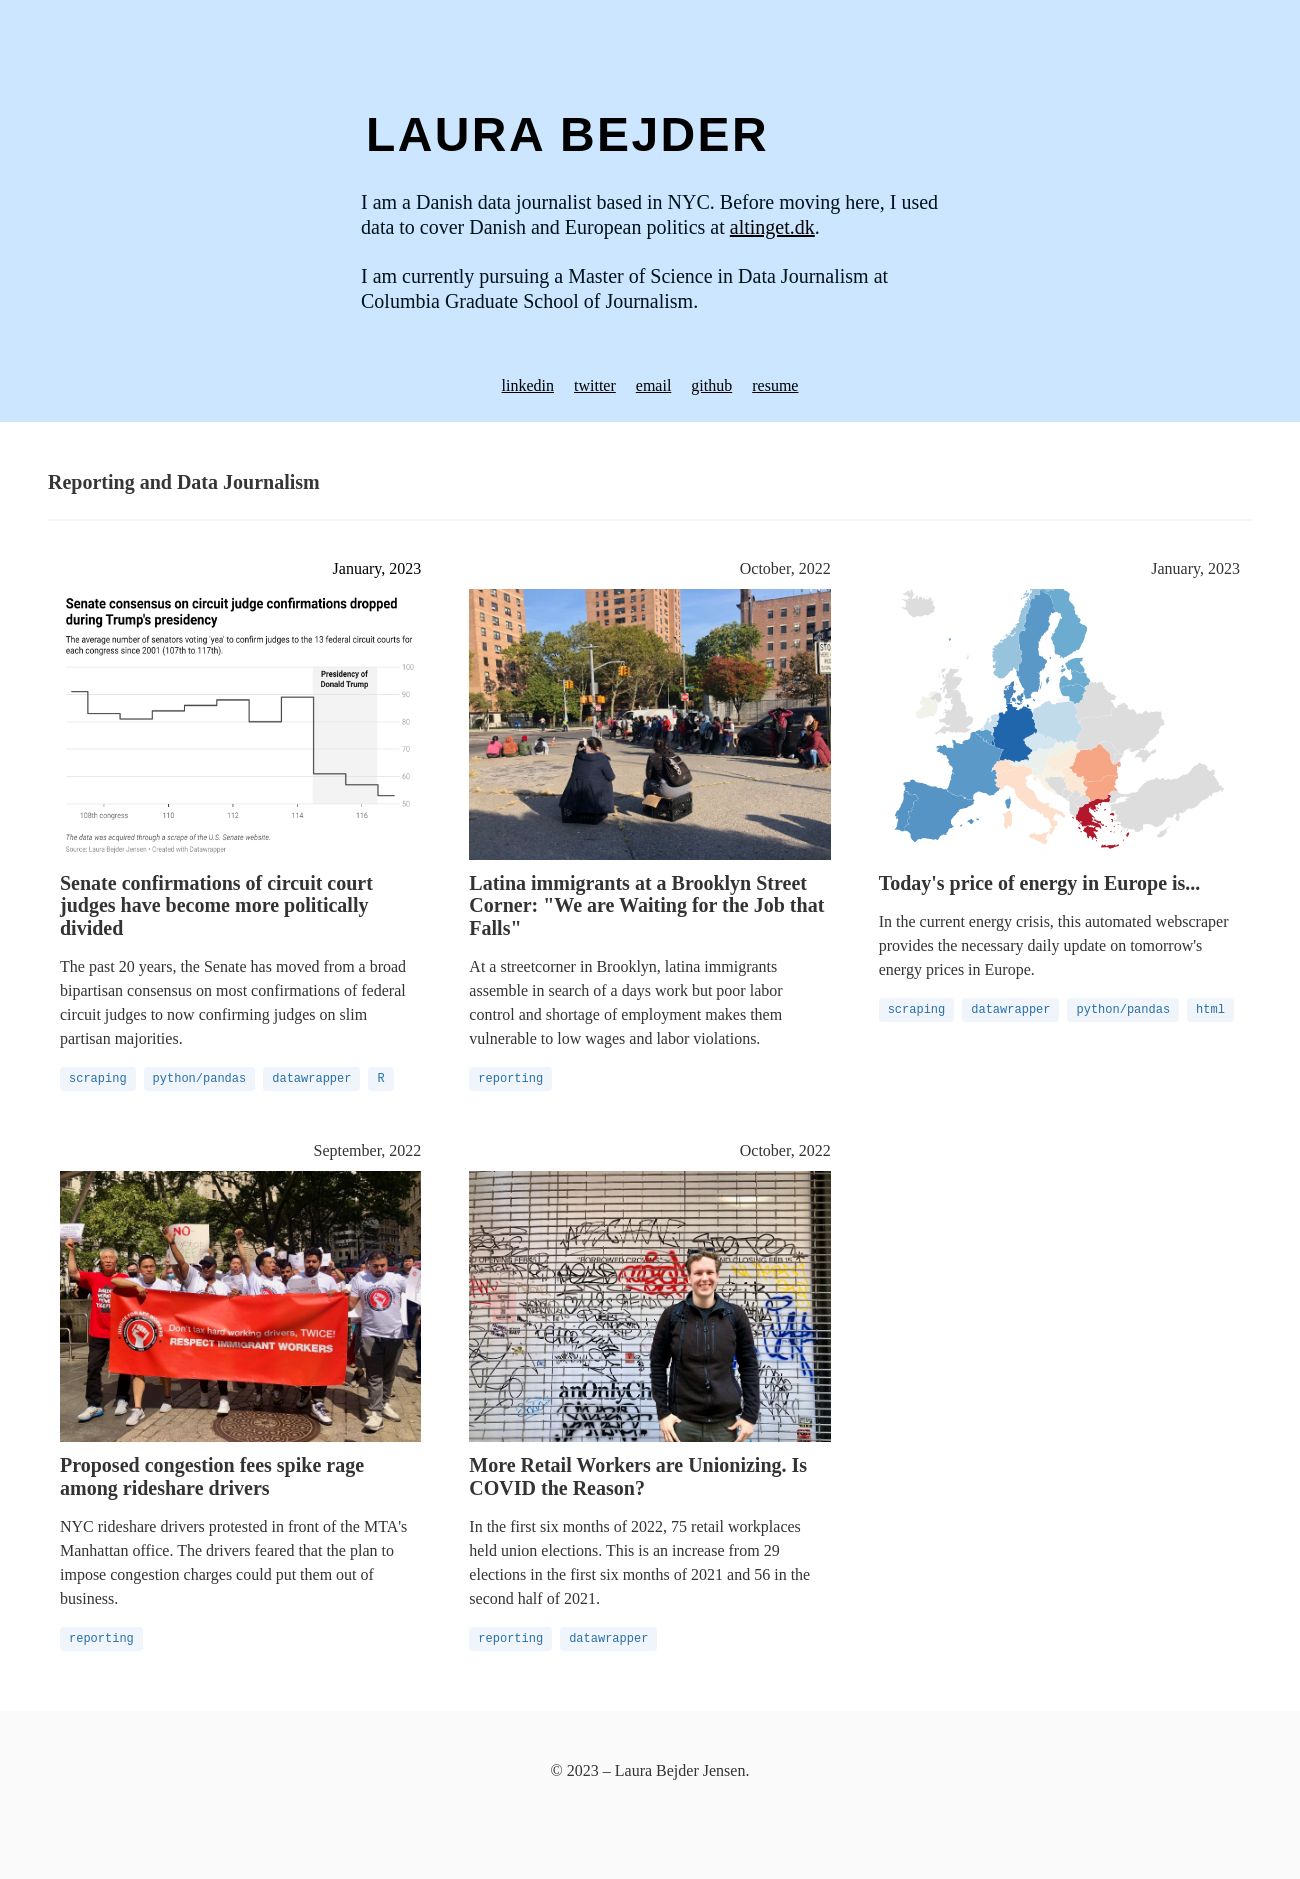 LAURA BEJDER
I am a Danish data journalist based in NYC. Before moving here, I used
data to cover Danish and European politics at altinget.dk.
I am currently pursuing a Master of Science in Data Journalism at
Columbia Graduate School of Journalism.
linkedin twitter email github resume
Reporting and Data Journalism
January, 2023
Senate consensus on circuit judge confirmations dropped
during Trump's presidency
The average number of senators voting 'yea' to confirm judges to the 13 federal circuit courts for
each congress since 2001 (107th to 117th).
Presidency of
Donald Trump
100
90
80
70
60
50
108th congress 110 112 114 116
The data was acquired through a scrape of the U.S. Senate website.
Source: Laura Bejder Jensen • Created with Datawrapper
Senate confirmations of circuit court
judges have become more politically
divided
The past 20 years, the Senate has moved from a broad
bipartisan consensus on most confirmations of federal
circuit judges to now confirming judges on slim
partisan majorities.
scraping python/pandas datawrapper R
October, 2022
Latina immigrants at a Brooklyn Street
Corner: "We are Waiting for the Job that
Falls"
At a streetcorner in Brooklyn, latina immigrants
assemble in search of a days work but poor labor
control and shortage of employment makes them
vulnerable to low wages and labor violations.
reporting
January, 2023
Today's price of energy in Europe is...
In the current energy crisis, this automated webscraper
provides the necessary daily update on tomorrow's
energy prices in Europe.
scraping datawrapper python/pandas html
September, 2022
NO
Don't tax hard working drivers, TWICE!
RESPECT IMMIGRANT WORKERS
Proposed congestion fees spike rage
among rideshare drivers
NYC rideshare drivers protested in front of the MTA's
Manhattan office. The drivers feared that the plan to
impose congestion charges could put them out of
business.
reporting
October, 2022
anOnlyCh
More Retail Workers are Unionizing. Is
COVID the Reason?
In the first six months of 2022, 75 retail workplaces
held union elections. This is an increase from 29
elections in the first six months of 2021 and 56 in the
second half of 2021.
reporting datawrapper
© 2023 – Laura Bejder Jensen.